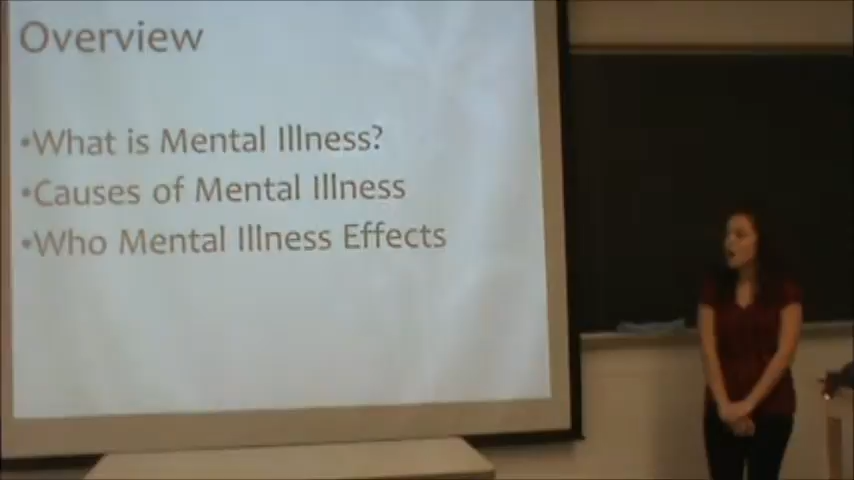 Overview
•What is Mental Illness?
•Causes of Mental Illness
•Who Mental Illness Effects